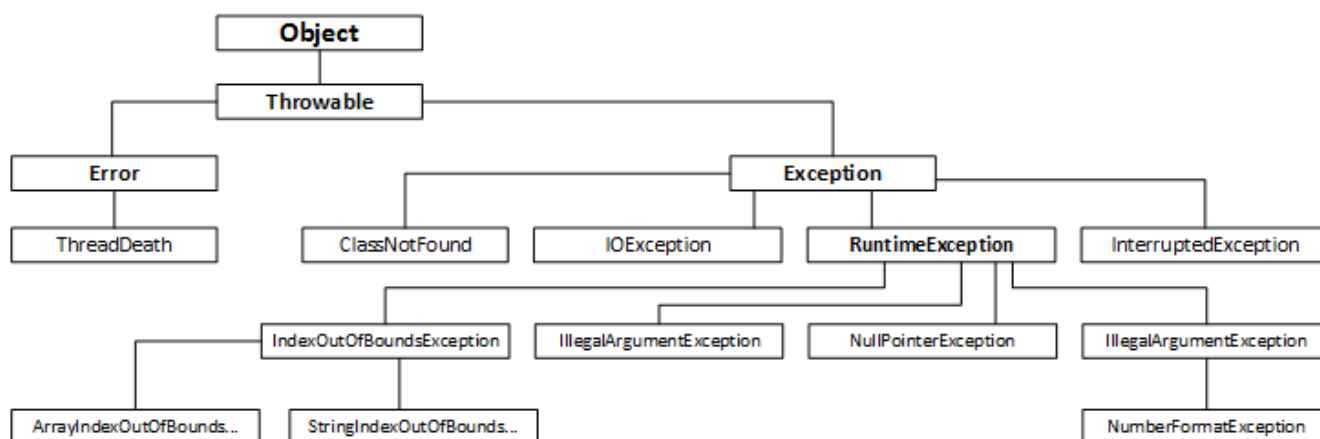 Object
Throwable
Error
Exception
ThreadDeath
ClassNotFound
IOException
RuntimeException
InterruptedException
IndexOutOfBoundsException
IllegalArgumentException
NullPointerException
IllegalArgumentException
ArrayIndexOutOfBounds...
StringIndexOutOfBounds...
NumberFormatException